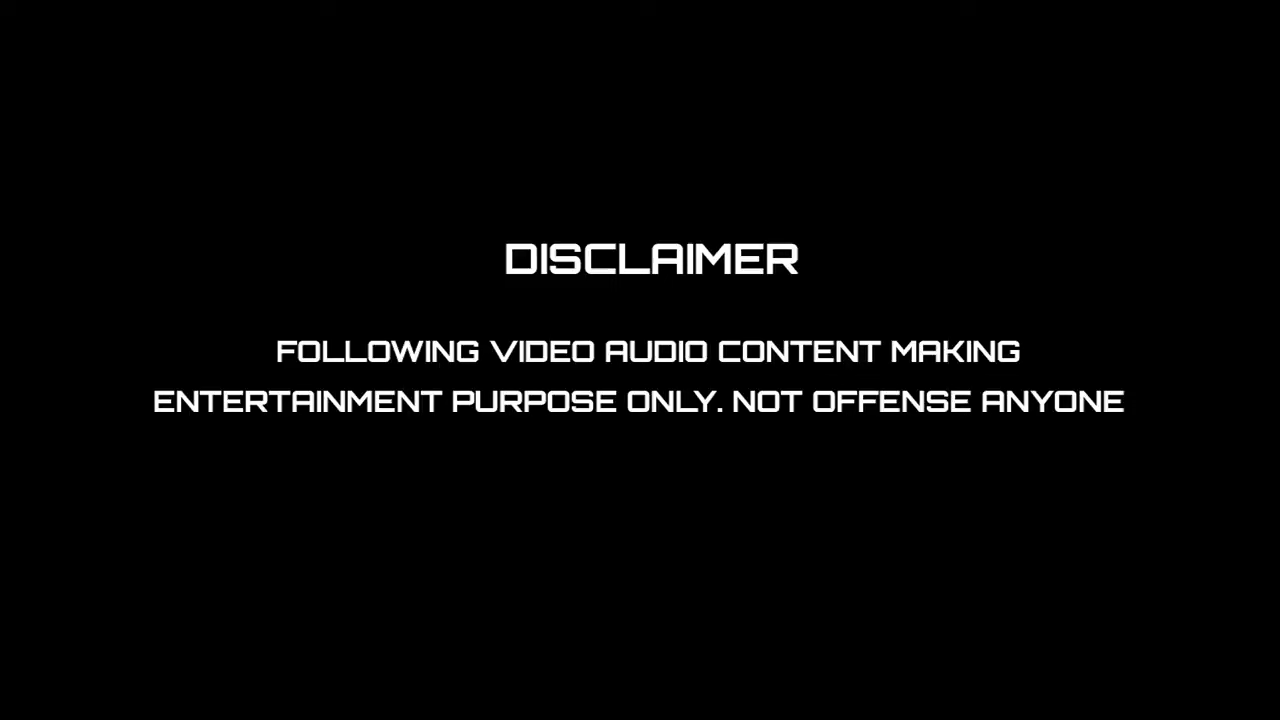 DISCLAIMER
FOLLOWING VIDEO AUDIO CONTENT MAKING
ENTERTAINMENT PURPOSE ONLY. NOT OFFENSE ANYONE